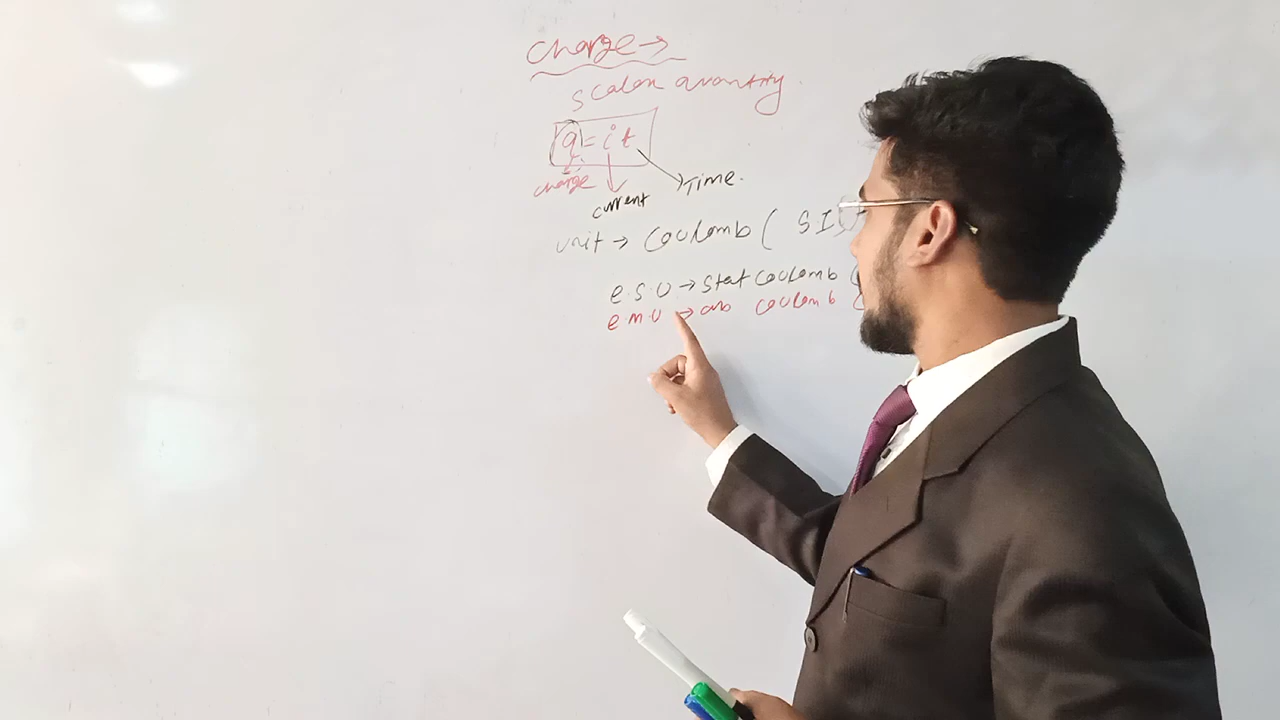 charge →
scalar quantity
q = it
charge
Time.
current
unit → Coulomb ( SI )
e.s.u → stat coulomb (
e.m.u → ab coulomb (